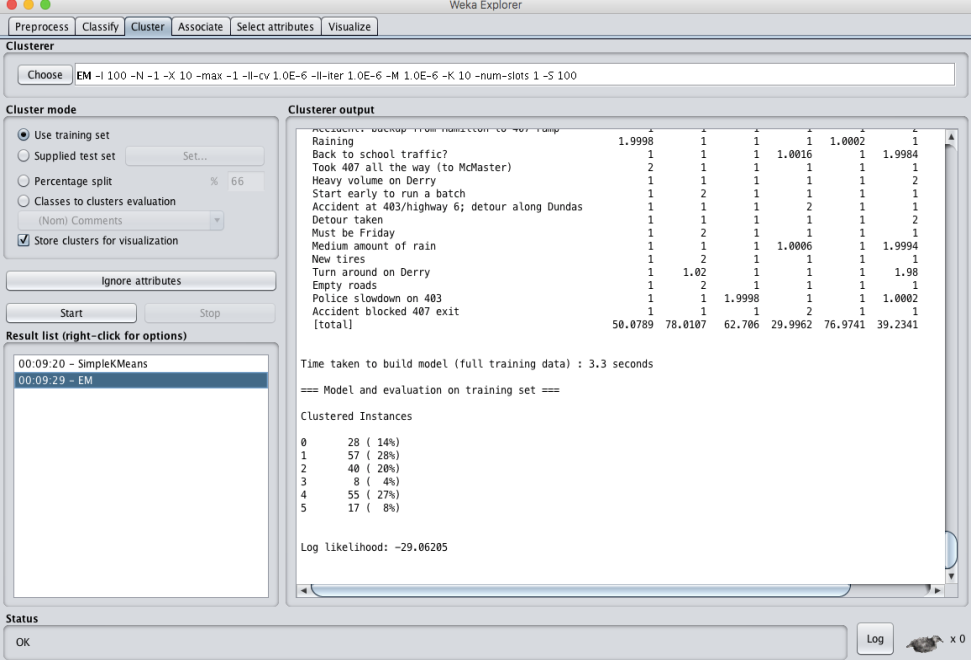 Weka Explorer
Preprocess Classify Cluster Associate Select attributes Visualize
Clusterer
Choose EM -I 100 -N -1 -X 10 -max -1 -ll-cv 1.0E-6 -ll-iter 1.0E-6 -M 1.0E-6 -K 10 -num-slots 1 -S 100
Cluster mode
Use training set
Supplied test set Set...
Percentage split % 66
Classes to clusters evaluation
(Nom) Comments
Store clusters for visualization
Ignore attributes
Start Stop
Result list (right-click for options)
00:09:20 - SimpleKMeans
00:09:29 - EM
Clusterer output
Accident: backup from Hamilton to 407 ramp 1 1 1 1 1 2
Raining 1.9998 1 1 1 1.0002 1
Back to school traffic? 1 1 1 1.0016 1 1.9984
Took 407 all the way (to McMaster) 2 1 1 1 1 1
Heavy volume on Derry 1 1 1 1 1 2
Start early to run a batch 1 2 1 1 1 1
Accident at 403/highway 6; detour along Dundas 1 1 1 2 1 1
Detour taken 1 1 1 1 1 2
Must be Friday 1 2 1 1 1 1
Medium amount of rain 1 1 1 1.0006 1 1.9994
New tires 1 2 1 1 1 1
Turn around on Derry 1 1.02 1 1 1 1.98
Empty roads 1 2 1 1 1 1
Police slowdown on 403 1 1 1.9998 1 1 1.0002
Accident blocked 407 exit 1 1 1 2 1 1
[total] 50.0789 78.0107 62.706 29.9962 76.9741 39.2341
Time taken to build model (full training data) : 3.3 seconds
=== Model and evaluation on training set ===
Clustered Instances
0 28 ( 14%)
1 57 ( 28%)
2 40 ( 20%)
3 8 ( 4%)
4 55 ( 27%)
5 17 ( 8%)
Log likelihood: -29.06205
Status
OK
Log x 0